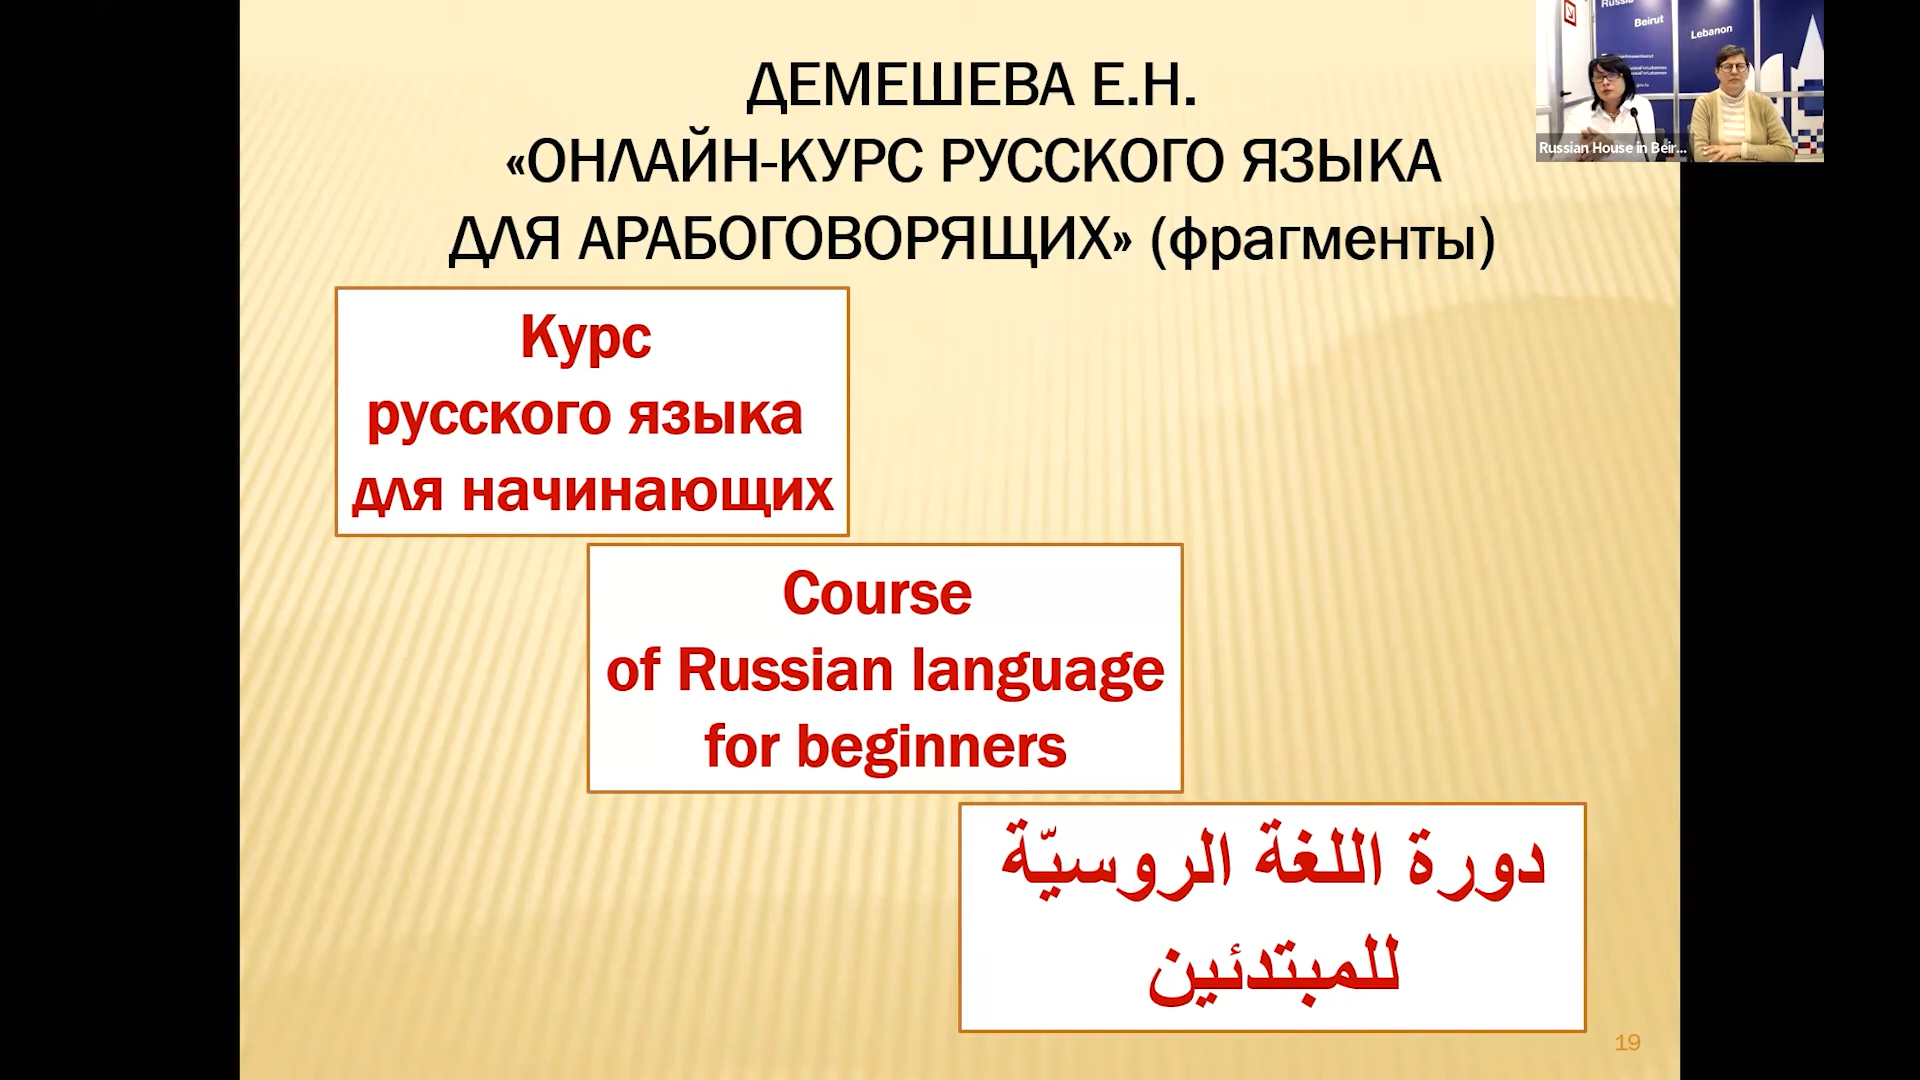 ДЕМЕШЕВА Е.Н.
«ОНЛАЙН-КУРС РУССКОГО ЯЗЫКА
ДЛЯ АРАБОГОВОРЯЩИХ» (фрагменты)
Курс
русского языка
для начинающих
Course
of Russian language
for beginners
دورة اللغة الروسيّة
للمبتدئين
19
Russia
Beirut
Lebanon
Russian House in Beir...